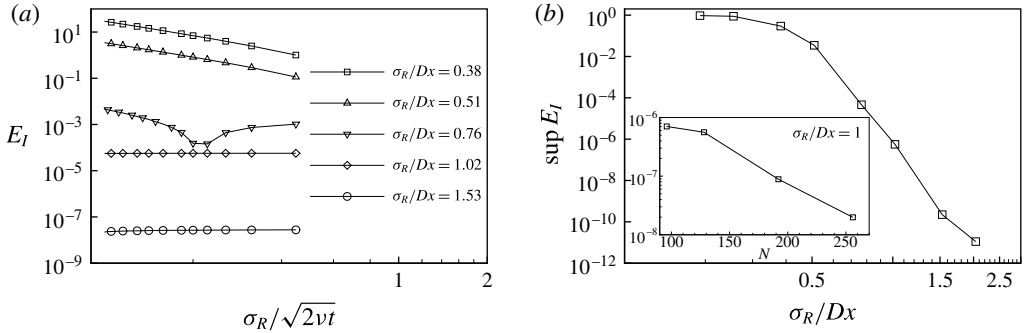 (a)
10^1
10^{-1}
10^{-3}
10^{-5}
10^{-7}
10^{-9}
E_I
σ_R/Dx = 0.38
σ_R/Dx = 0.51
σ_R/Dx = 0.76
σ_R/Dx = 1.02
σ_R/Dx = 1.53
1 2
σ_R/√2νt
(b)
10^0
10^{-2}
10^{-4}
10^{-6}
10^{-8}
10^{-10}
10^{-12}
sup E_I
10^{-6}
10^{-7}
10^{-8}
σ_R/Dx = 1
100 150 200 250
N
0.5 1.5 2.5
σ_R/Dx